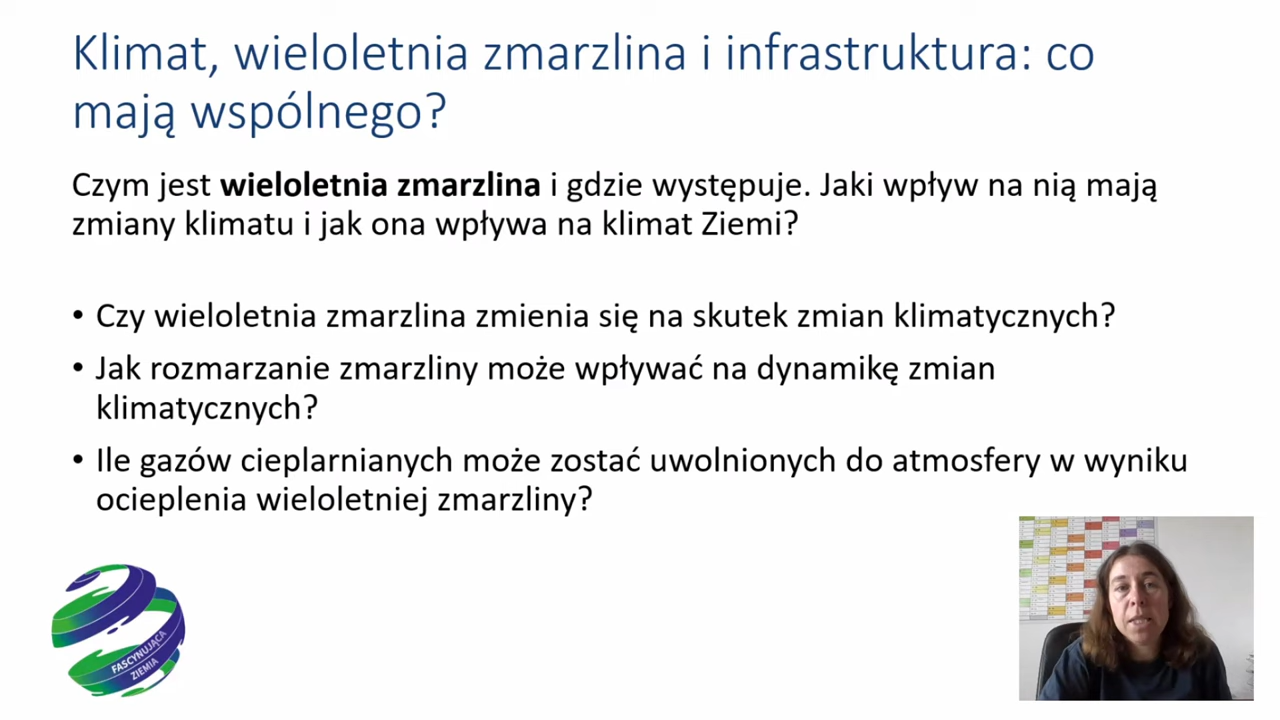 Klimat, wieloletnia zmarzlina i infrastruktura: co
mają wspólnego?
Czym jest wieloletnia zmarzlina i gdzie występuje. Jaki wpływ na nią mają
zmiany klimatu i jak ona wpływa na klimat Ziemi?
• Czy wieloletnia zmarzlina zmienia się na skutek zmian klimatycznych?
• Jak rozmarzanie zmarzliny może wpływać na dynamikę zmian
klimatycznych?
• Ile gazów cieplarnianych może zostać uwolnionych do atmosfery w wyniku
ocieplenia wieloletniej zmarzliny?
FASCYNUJĄCA
ZIEMIA